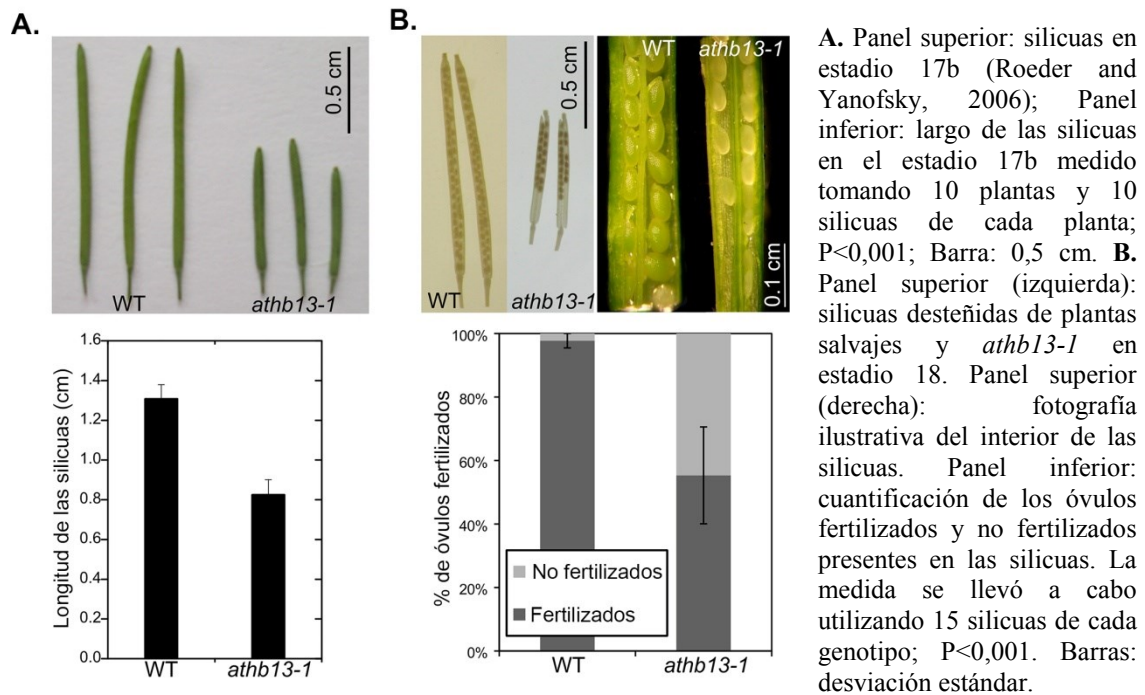 A.
0.5 cm
WT
athb13-1
Longitud de las silicuas (cm)
1.6
1.4
1.2
1.0
0.8
0.6
0.4
0.2
0.0
WT
athb13-1
B.
WT
athb13-1
0.5 cm
WT
athb13-1
0.1 cm
% de óvulos fertilizados
100%
80%
60%
40%
20%
0%
No fertilizados
Fertilizados
WT
athb13-1
A. Panel superior: silicuas en
estadio 17b (Roeder and
Yanofsky, 2006); Panel
inferior: largo de las silicuas
en el estadio 17b medido
tomando 10 plantas y 10
silicuas de cada planta;
P<0,001; Barra: 0,5 cm. B.
Panel superior (izquierda):
silicuas desteñidas de plantas
salvajes y athb13-1 en
estadio 18. Panel superior
(derecha): fotografía
ilustrativa del interior de las
silicuas. Panel inferior:
cuantificación de los óvulos
fertilizados y no fertilizados
presentes en las silicuas. La
medida se llevó a cabo
utilizando 15 silicuas de cada
genotipo; P<0,001. Barras:
desviación estándar.